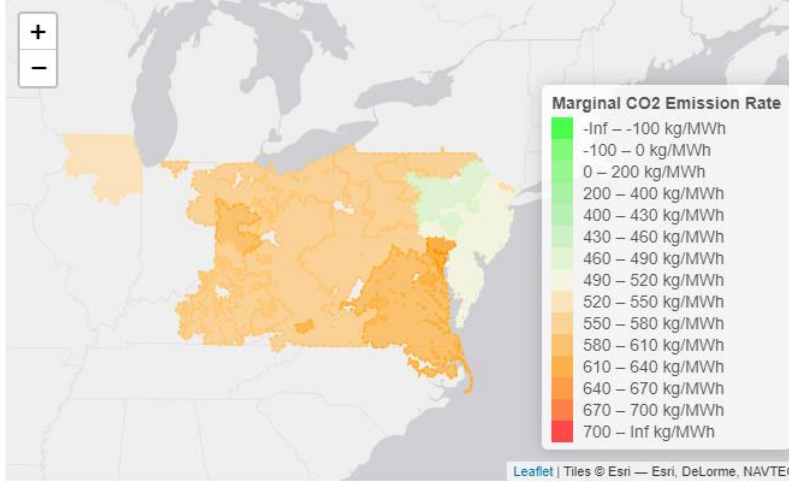 +
−
Marginal CO2 Emission Rate
-Inf – -100 kg/MWh
-100 – 0 kg/MWh
0 – 200 kg/MWh
200 – 400 kg/MWh
400 – 430 kg/MWh
430 – 460 kg/MWh
460 – 490 kg/MWh
490 – 520 kg/MWh
520 – 550 kg/MWh
550 – 580 kg/MWh
580 – 610 kg/MWh
610 – 640 kg/MWh
640 – 670 kg/MWh
670 – 700 kg/MWh
700 – Inf kg/MWh
Leaflet | Tiles © Esri — Esri, DeLorme, NAVTEQ